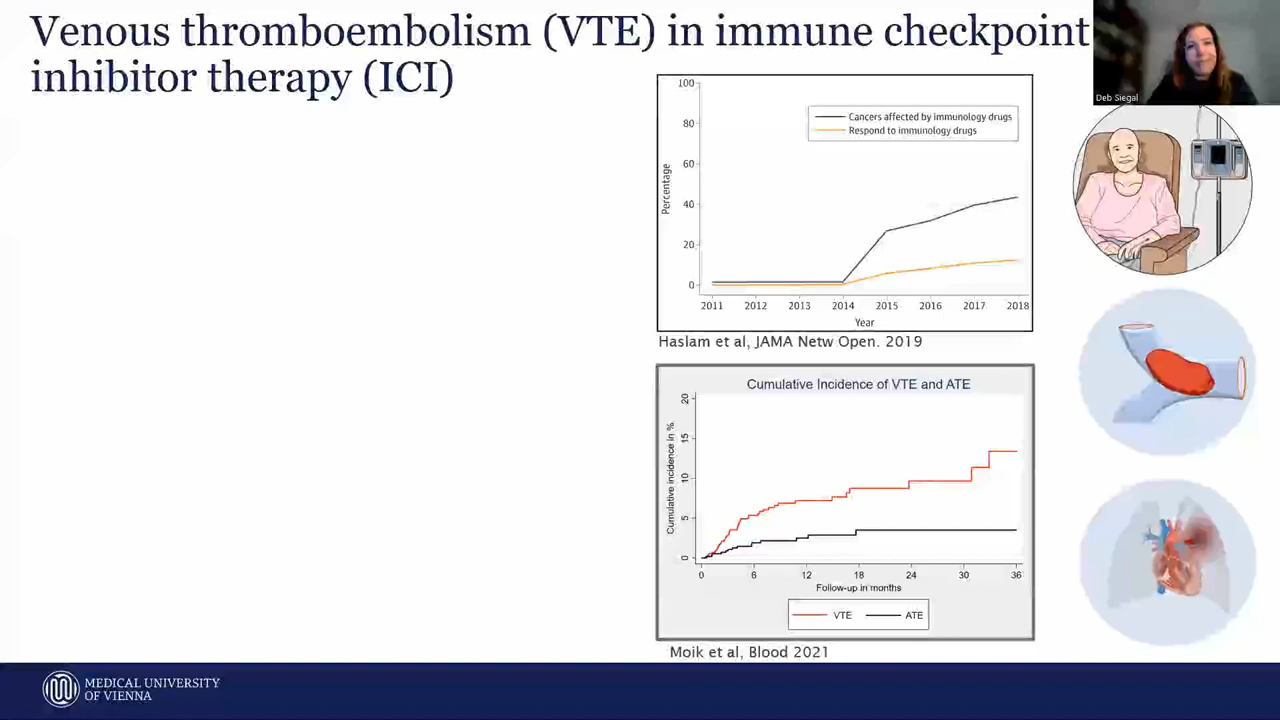 Venous thromboembolism (VTE) in immune checkpoint
inhibitor therapy (ICI)
Deb Siegal
100
80
60
40
20
0
Percentage
Cancers affected by immunology drugs
Respond to immunology drugs
2011 2012 2013 2014 2015 2016 2017 2018
Year
Haslam et al, JAMA Netw Open. 2019
Cumulative Incidence of VTE and ATE
20
15
10
5
0
Cumulative incidence in %
0 6 12 18 24 30 36
Follow-up in months
VTE ATE
Moik et al, Blood 2021
MEDICAL UNIVERSITY
OF VIENNA